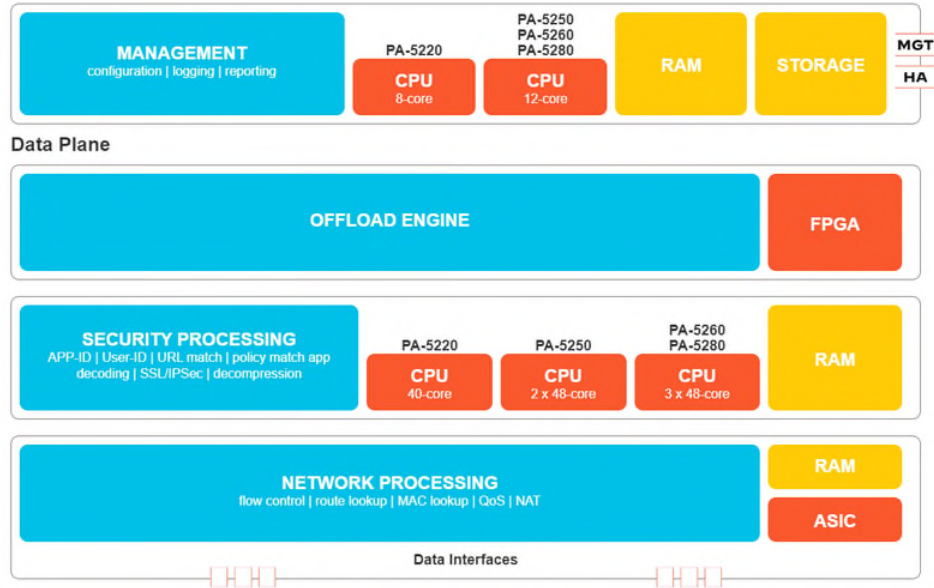 MANAGEMENT
configuration | logging | reporting
PA-5220
CPU
8-core
PA-5250
PA-5260
PA-5280
CPU
12-core
RAM
STORAGE
MGT
HA
Data Plane
OFFLOAD ENGINE
FPGA
SECURITY PROCESSING
APP-ID | User-ID | URL match | policy match app
decoding | SSL/IPSec | decompression
PA-5220
CPU
40-core
PA-5250
CPU
2 x 48-core
PA-5260
PA-5280
CPU
3 x 48-core
RAM
NETWORK PROCESSING
flow control | route lookup | MAC lookup | QoS | NAT
RAM
ASIC
Data Interfaces